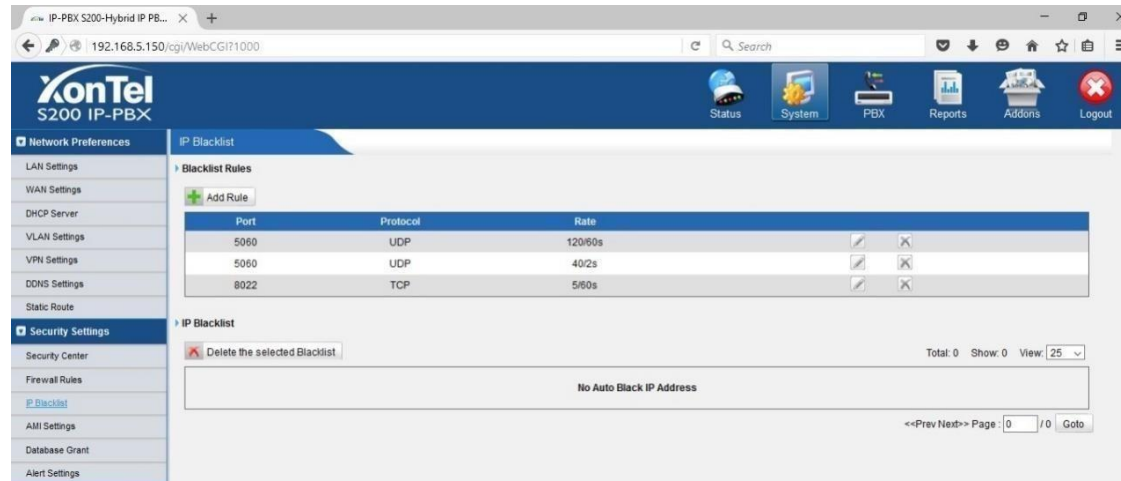 IP-PBX S200-Hybrid IP PB...
192.168.5.150/cgi/WebCGI?1000
Search
XonTel
S200 IP-PBX
Status
System
PBX
Reports
Addons
Logout
Network Preferences
LAN Settings
WAN Settings
DHCP Server
VLAN Settings
VPN Settings
DDNS Settings
Static Route
Security Settings
Security Center
Firewall Rules
IP Blacklist
AMI Settings
Database Grant
Alert Settings
IP Blacklist
Blacklist Rules
Add Rule
Port Protocol Rate
5060 UDP 120/60s
5060 UDP 40/2s
8022 TCP 5/60s
IP Blacklist
Delete the selected Blacklist
Total: 0 Show: 0 View: 25
No Auto Black IP Address
<<Prev Next>> Page : 0 / 0 Goto